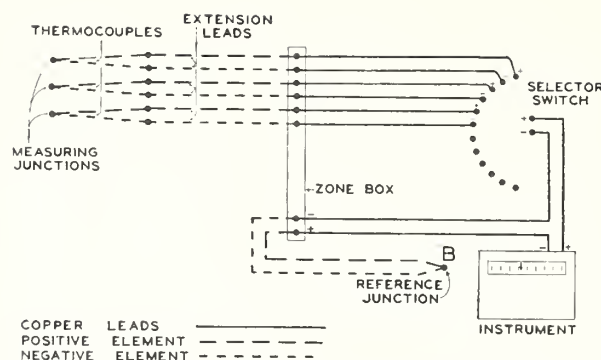 EXTENSION
LEADS
THERMOCOUPLES
SELECTOR
SWITCH
MEASURING
JUNCTIONS
+
-
ZONE BOX
-
+
B
REFERENCE
JUNCTION
- +
INSTRUMENT
COPPER LEADS
POSITIVE ELEMENT
NEGATIVE ELEMENT